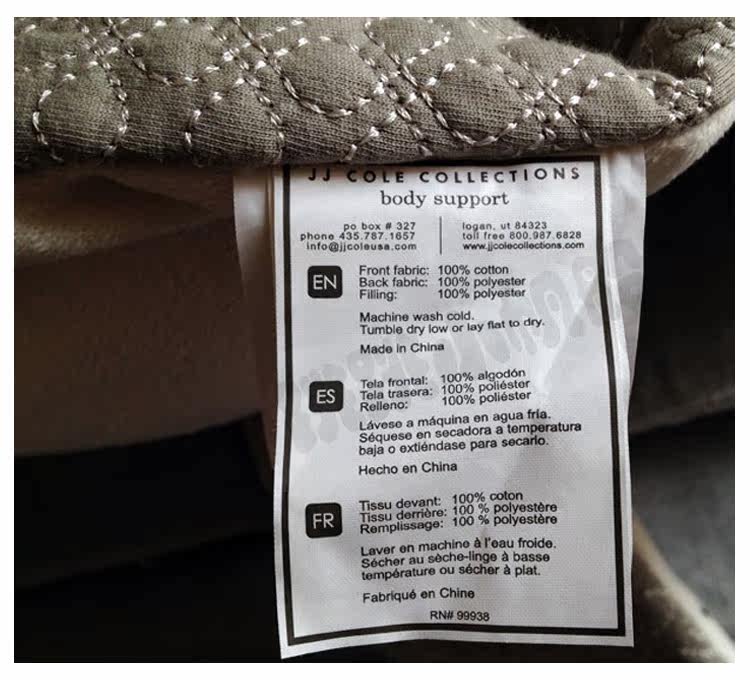 JJ COLE COLLECTIONS
body support
po box # 327
phone 435.787.1657
info@jjcoleusa.com
logan, ut 84323
toll free 800.987.6828
www.jjcolecollections.com
EN
Front fabric: 100% cotton
Back fabric: 100% polyester
Filling: 100% polyester
Machine wash cold.
Tumble dry low or lay flat to dry.
Made in China
ES
Tela frontal: 100% algodón
Tela trasera: 100% poliéster
Relleno: 100% poliéster
Lávese a máquina en agua fría.
Séquese en secadora a temperatura
baja o extiéndase para secarlo.
Hecho en China
FR
Tissu devant: 100% coton
Tissu derrière: 100 % polyestère
Remplissage: 100 % polyestère
Laver en machine à l'eau froide.
Sécher au sèche-linge à basse
température ou sécher à plat.
Fabriqué en Chine
RN# 99938